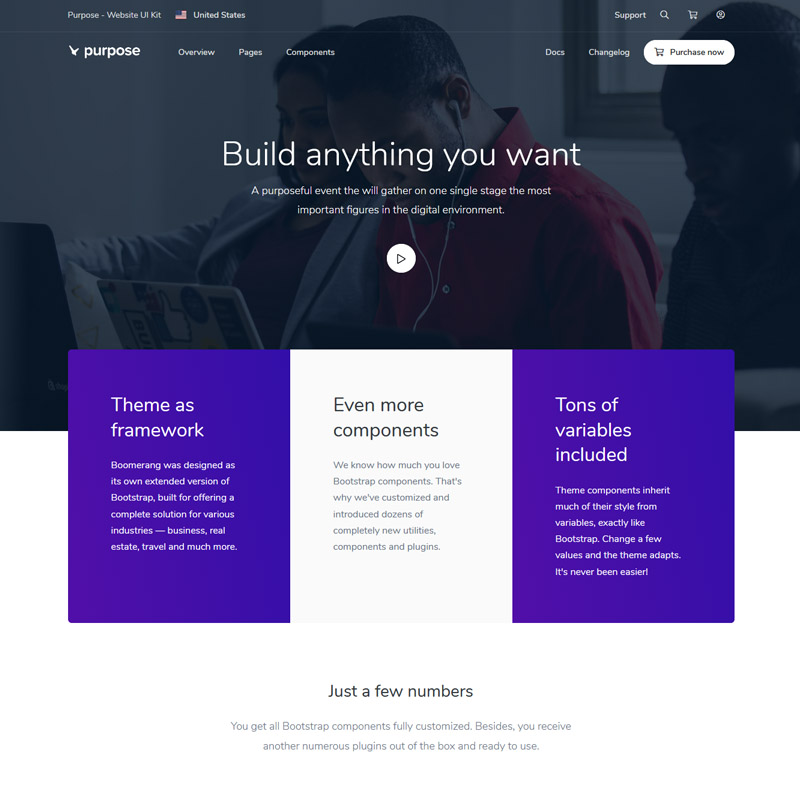 Purpose - Website UI Kit United States Support
purpose Overview Pages Components Docs Changelog Purchase now
Build anything you want
A purposeful event the will gather on one single stage the most
important figures in the digital environment.
Theme as
framework
Boomerang was designed as
its own extended version of
Bootstrap, built for offering a
complete solution for various
industries — business, real
estate, travel and much more.
Even more
components
We know how much you love
Bootstrap components. That's
why we've customized and
introduced dozens of
completely new utilities,
components and plugins.
Tons of
variables
included
Theme components inherit
much of their style from
variables, exactly like
Bootstrap. Change a few
values and the theme adapts.
It's never been easier!
Just a few numbers
You get all Bootstrap components fully customized. Besides, you receive
another numerous plugins out of the box and ready to use.